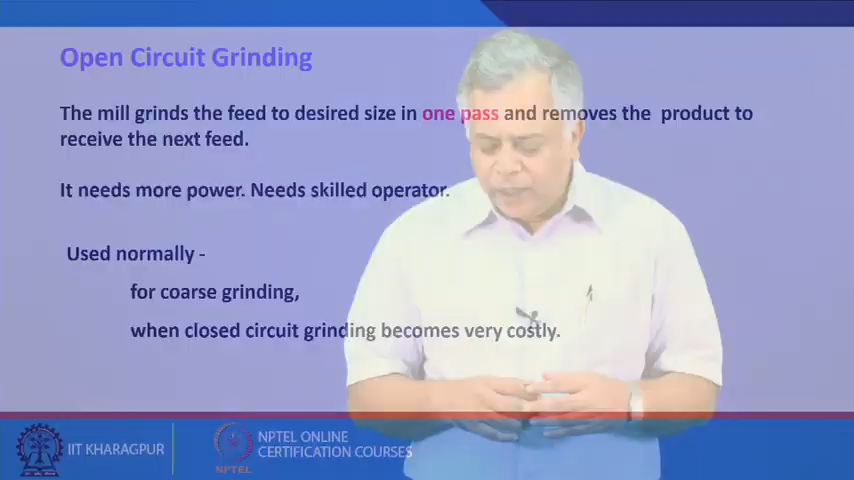 Open Circuit Grinding
The mill grinds the feed to desired size in one pass and removes the product to
receive the next feed.
It needs more power. Needs skilled operator.
Used normally -
for coarse grinding,
when closed circuit grinding becomes very costly.
IIT KHARAGPUR
NPTEL
NPTEL ONLINE
CERTIFICATION COURSES